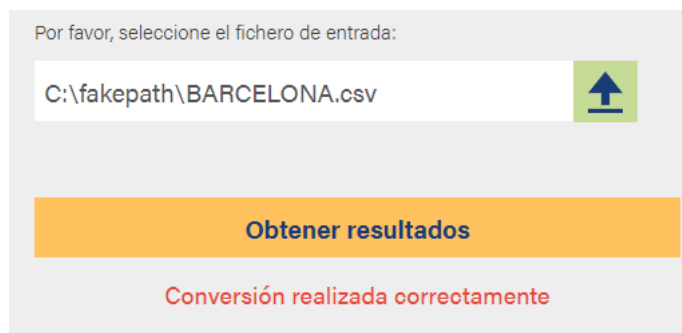 Por favor, seleccione el fichero de entrada:
C:\fakepath\BARCELONA.csv
Obtener resultados
Conversión realizada correctamente